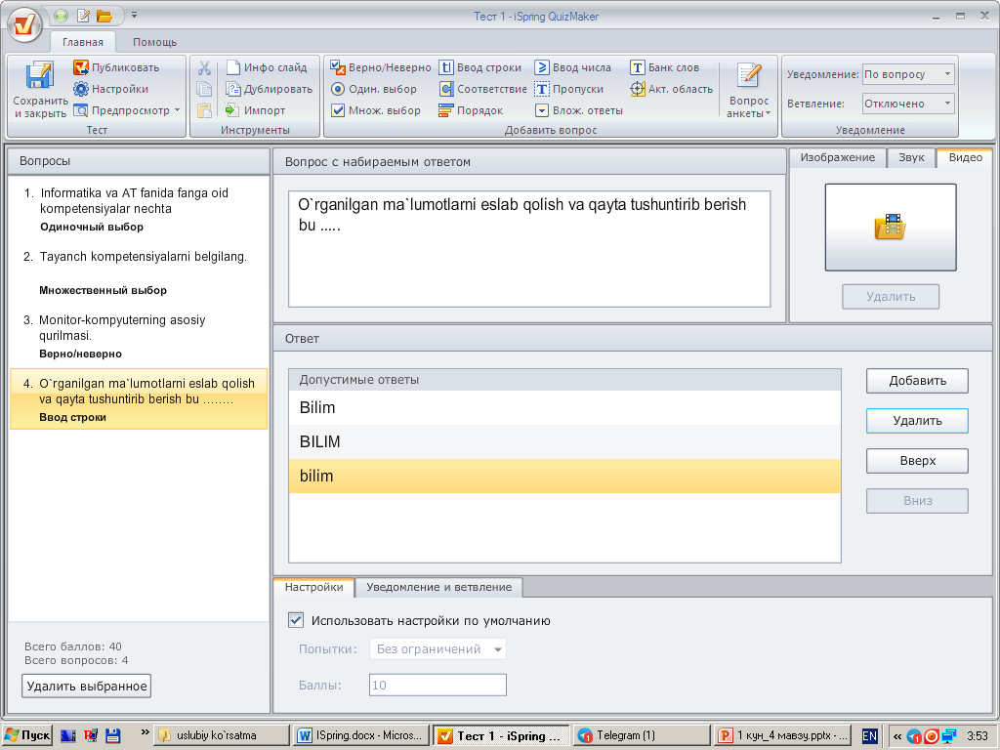 Тест 1 - iSpring QuizMaker
Главная Помощь
Сохранить и закрыть
Публиковать
Настройки
Предпросмотр
Тест
Инфо слайд
Дублировать
Импорт
Инструменты
Верно/Неверно Ввод строки Ввод числа Банк слов
Один. выбор Соответствие Пропуски Акт. область
Множ. выбор Порядок Влож. ответы
Вопрос анкеты
Добавить вопрос
Уведомление: По вопросу
Ветвление: Отключено
Уведомление
Вопросы
1. Informatika va AT fanida fanga oid
kompetensiyalar nechta
Одиночный выбор
2. Tayanch kompetensiyalarni belgilang.
Множественный выбор
3. Monitor-kompyuterning asosiy
qurilmasi.
Верно/неверно
4. O`rganilgan ma`lumotlarni eslab qolish
va qayta tushuntirib berish bu ........
Ввод строки
Всего баллов: 40
Всего вопросов: 4
Удалить выбранное
Вопрос с набираемым ответом
O`rganilgan ma`lumotlarni eslab qolish va qayta tushuntirib berish
bu .....
Изображение Звук Видео
Удалить
Ответ
Допустимые ответы
Bilim
BILIM
bilim
Добавить
Удалить
Вверх
Вниз
Настройки Уведомление и ветвление
Использовать настройки по умолчанию
Попытки: Без ограничений
Баллы: 10
Пуск » uslubiy ko`rsatma ISpring.docx - Micros... Тест 1 - iSpring ... Telegram (1) 1 кун_4 мавзу.pptx - ... EN « 3:53